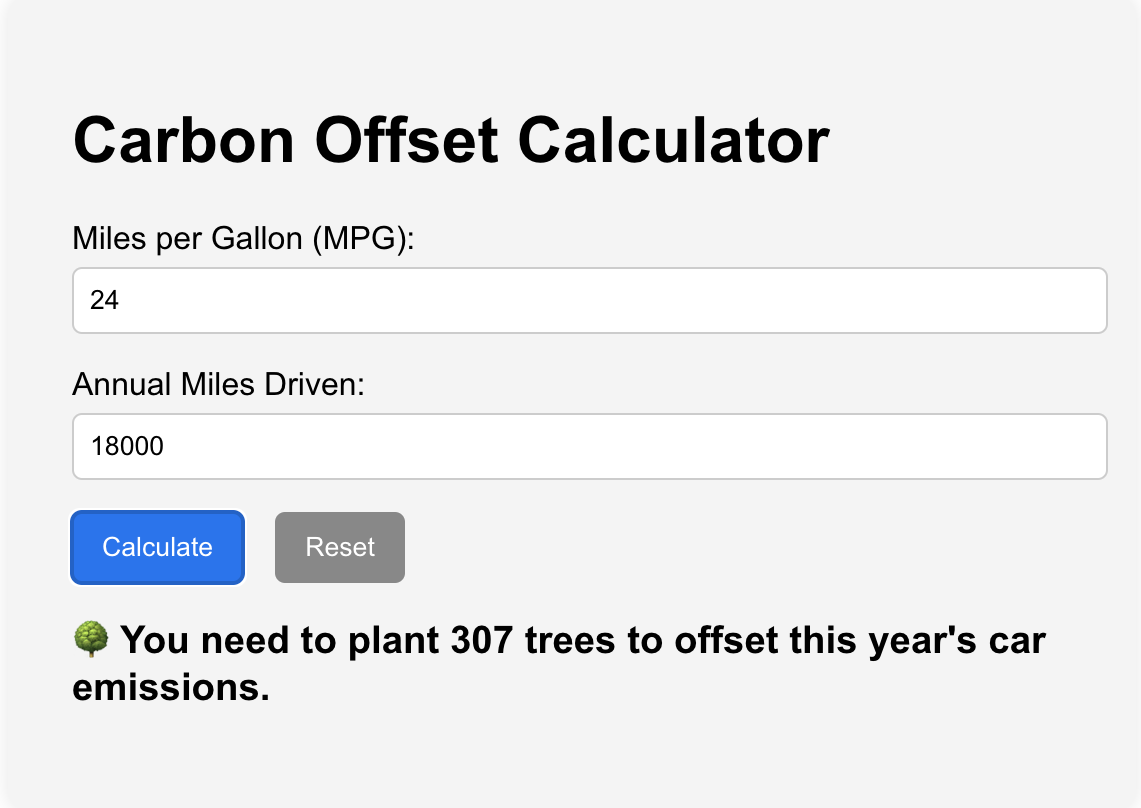 Carbon Offset Calculator
Miles per Gallon (MPG):
24
Annual Miles Driven:
18000
Calculate Reset
🌳 You need to plant 307 trees to offset this year's car
emissions.